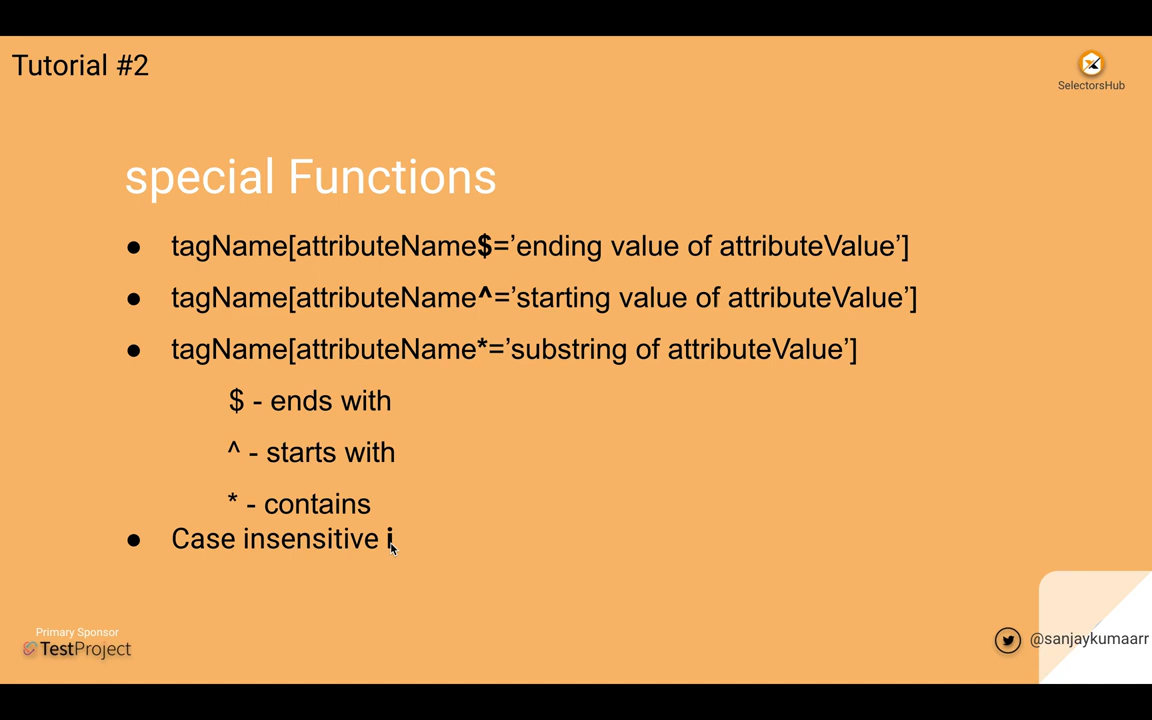 Tutorial #2
SelectorsHub
special Functions
● tagName[attributeName$=’ending value of attributeValue’]
● tagName[attributeName^=’starting value of attributeValue’]
● tagName[attributeName*=’substring of attributeValue’]
$ - ends with
^ - starts with
* - contains
● Case insensitive i
Primary Sponsor
TestProject
@sanjaykumaarr